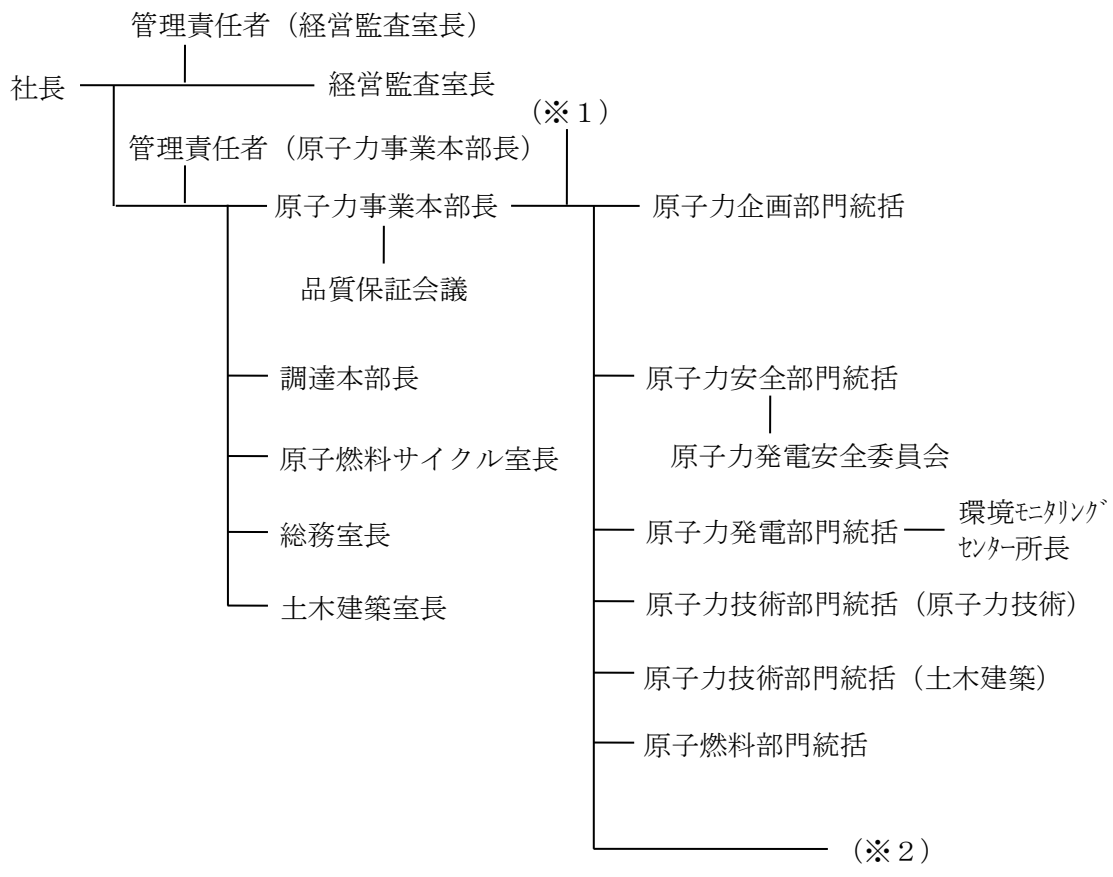 管理責任者（経営監査室長）
社長
経営監査室長
（※１）
管理責任者（原子力事業本部長）
原子力事業本部長
原子力企画部門統括
品質保証会議
調達本部長
原子力安全部門統括
原子燃料サイクル室長
原子力発電安全委員会
総務室長
原子力発電部門統括
環境ﾓﾆﾀﾘﾝｸﾞ
ｾﾝﾀｰ所長
土木建築室長
原子力技術部門統括（原子力技術）
原子力技術部門統括（土木建築）
原子燃料部門統括
（※２）